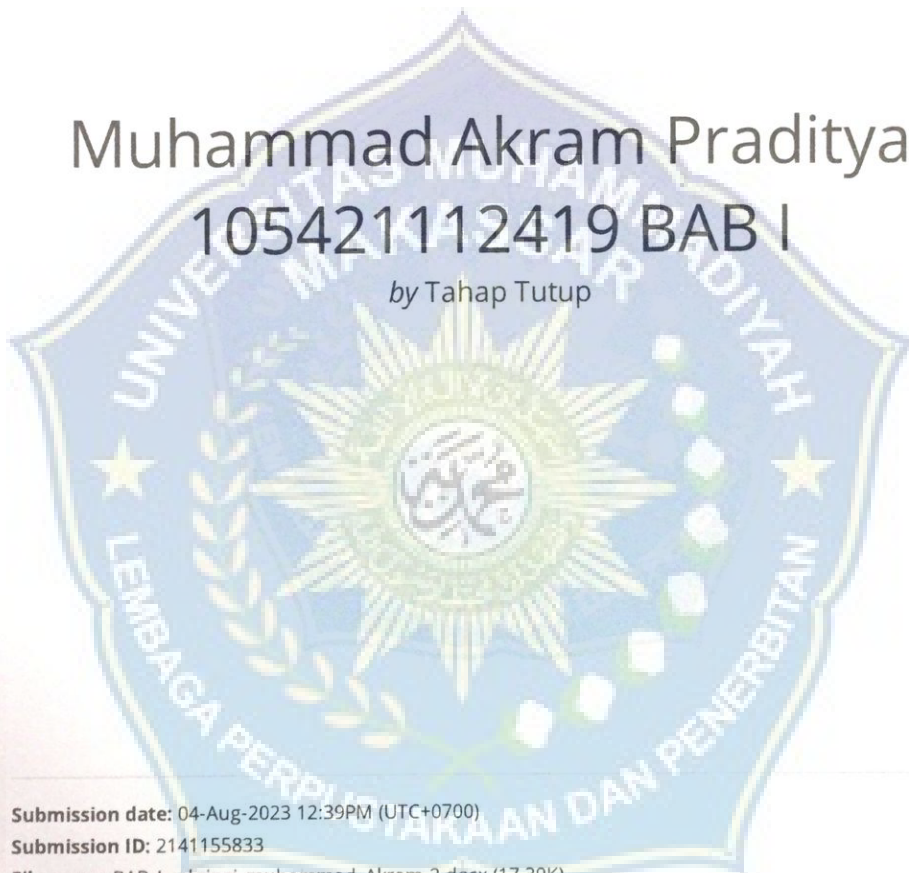 Muhammad Akram Praditya
105421112419 BAB I
by Tahap Tutup
UNIVERSITAS MUHAMMADIYAH
MAKASSAR
LEMBAGA PERPUSTAKAAN DAN PENERBITAN
Submission date: 04-Aug-2023 12:39PM (UTC+0700)
Submission ID: 2141155833